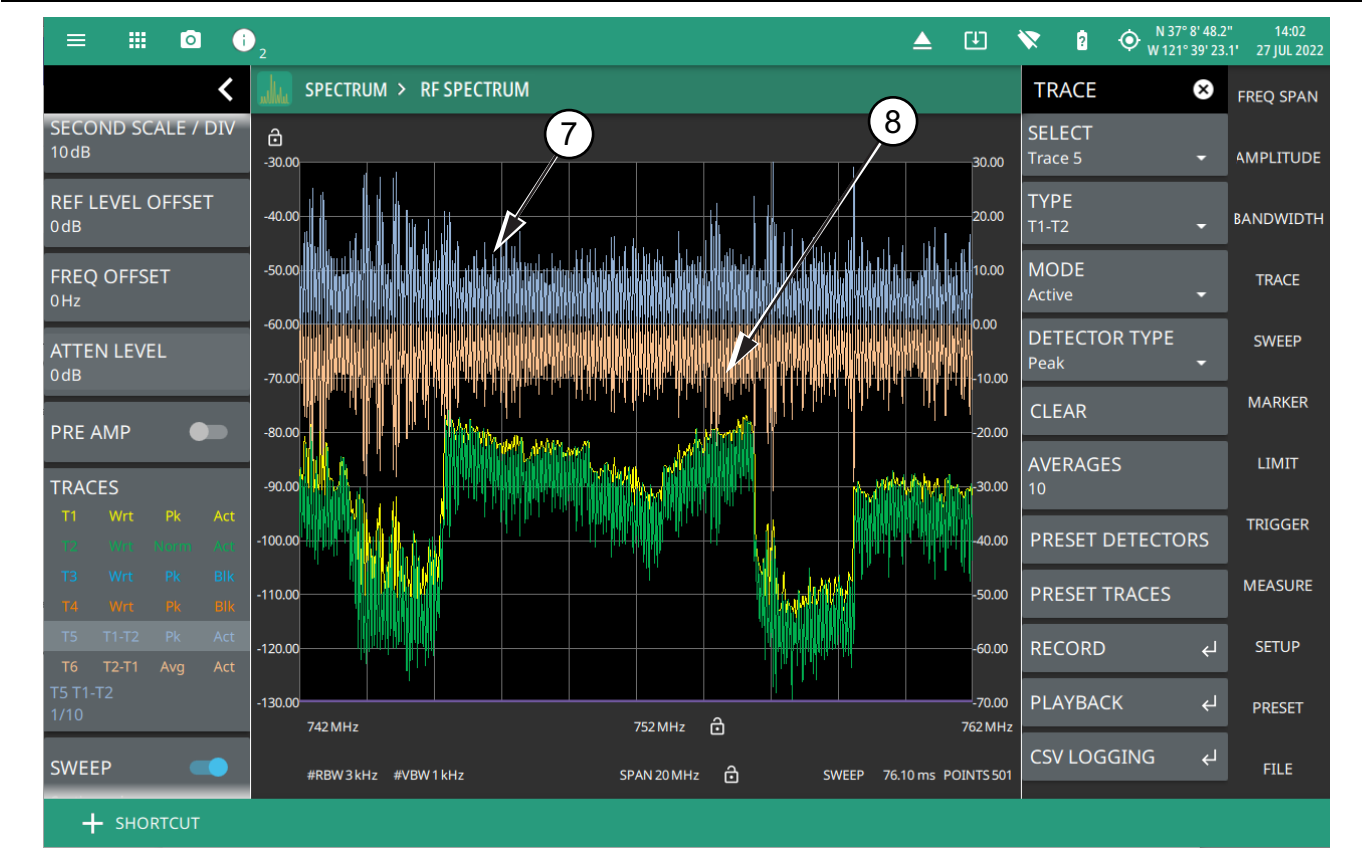 2
N 37° 8' 48.2"
W 121° 39' 23.1'
14:02
27 JUL 2022
SECOND SCALE / DIV
10 dB
REF LEVEL OFFSET
0 dB
FREQ OFFSET
0 Hz
ATTEN LEVEL
0 dB
PRE AMP
TRACES
T1 Wrt Pk Act
T2 Wrt Norm Act
T3 Wrt Pk Blk
T4 Wrt Pk Blk
T5 T1-T2 Pk Act
T6 T2-T1 Avg Act
T5 T1-T2
1/10
SWEEP
SPECTRUM > RF SPECTRUM
7
8
-30.00 30.00
-40.00 20.00
-50.00 10.00
-60.00 0.00
-70.00 -10.00
-80.00 -20.00
-90.00 -30.00
-100.00 -40.00
-110.00 -50.00
-120.00 -60.00
-130.00 -70.00
742 MHz 752 MHz 762 MHz
#RBW 3 kHz #VBW 1 kHz SPAN 20 MHz SWEEP 76.10 ms POINTS 501
TRACE
SELECT
Trace 5
TYPE
T1-T2
MODE
Active
DETECTOR TYPE
Peak
CLEAR
AVERAGES
10
PRESET DETECTORS
PRESET TRACES
RECORD
PLAYBACK
CSV LOGGING
FREQ SPAN
AMPLITUDE
BANDWIDTH
TRACE
SWEEP
MARKER
LIMIT
TRIGGER
MEASURE
SETUP
PRESET
FILE
+ SHORTCUT